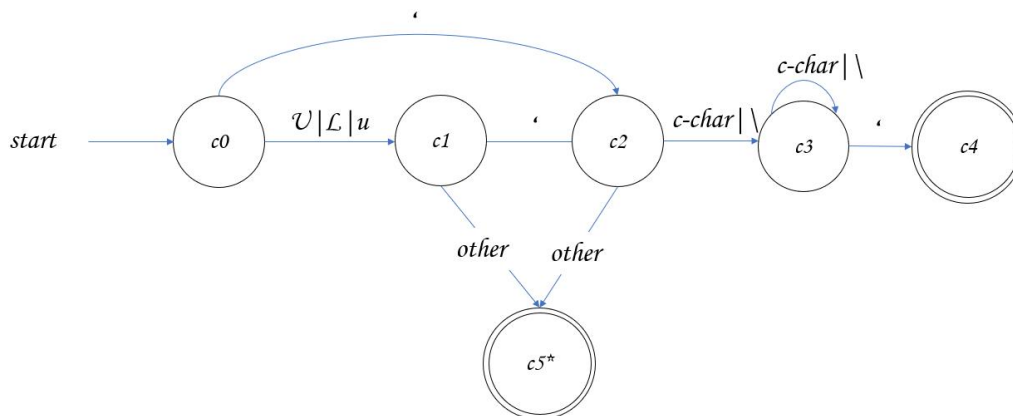 ‘
c-char|\
start
c0
U|L|u
c1
‘
c2
c-char|\
c3
‘
c4
other
other
c5*